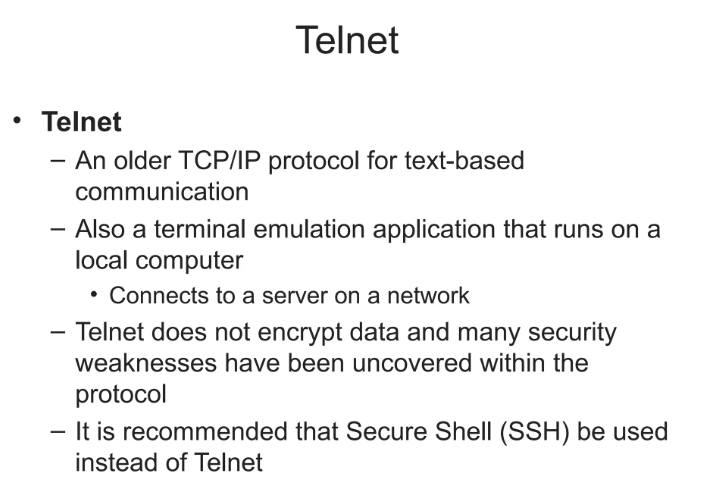 Telnet
• Telnet
– An older TCP/IP protocol for text-based
communication
– Also a terminal emulation application that runs on a
local computer
• Connects to a server on a network
– Telnet does not encrypt data and many security
weaknesses have been uncovered within the
protocol
– It is recommended that Secure Shell (SSH) be used
instead of Telnet